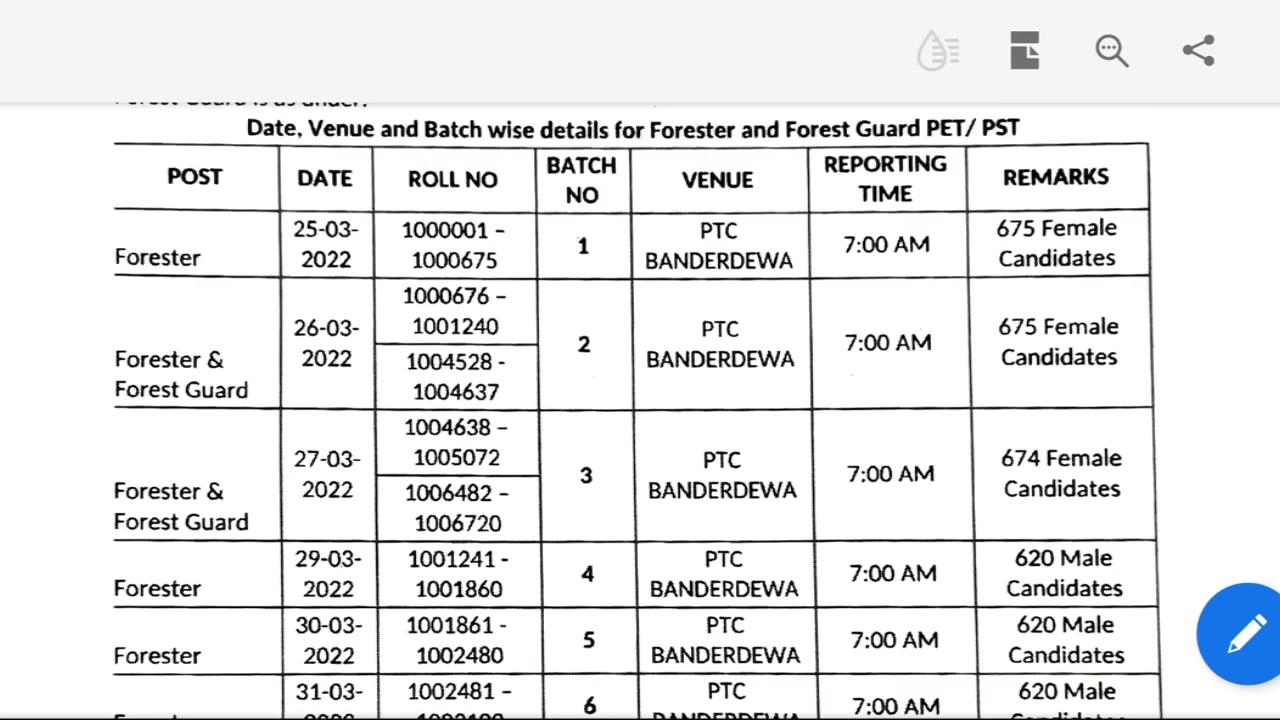 Forest Guard is as under.
Date, Venue and Batch wise details for Forester and Forest Guard PET/ PST
POST DATE ROLL NO BATCH NO VENUE REPORTING TIME REMARKS
Forester 25-03-2022 1000001 – 1000675 1 PTC BANDERDEWA 7:00 AM 675 Female Candidates
Forester & Forest Guard 26-03-2022 1000676 – 1001240 2 PTC BANDERDEWA 7:00 AM 675 Female Candidates
1004528 - 1004637
Forester & Forest Guard 27-03-2022 1004638 – 1005072 3 PTC BANDERDEWA 7:00 AM 674 Female Candidates
1006482 – 1006720
Forester 29-03-2022 1001241 - 1001860 4 PTC BANDERDEWA 7:00 AM 620 Male Candidates
Forester 30-03-2022 1001861 - 1002480 5 PTC BANDERDEWA 7:00 AM 620 Male Candidates
31-03- 1002481 – 6 PTC BANDERDEWA 7:00 AM 620 Male